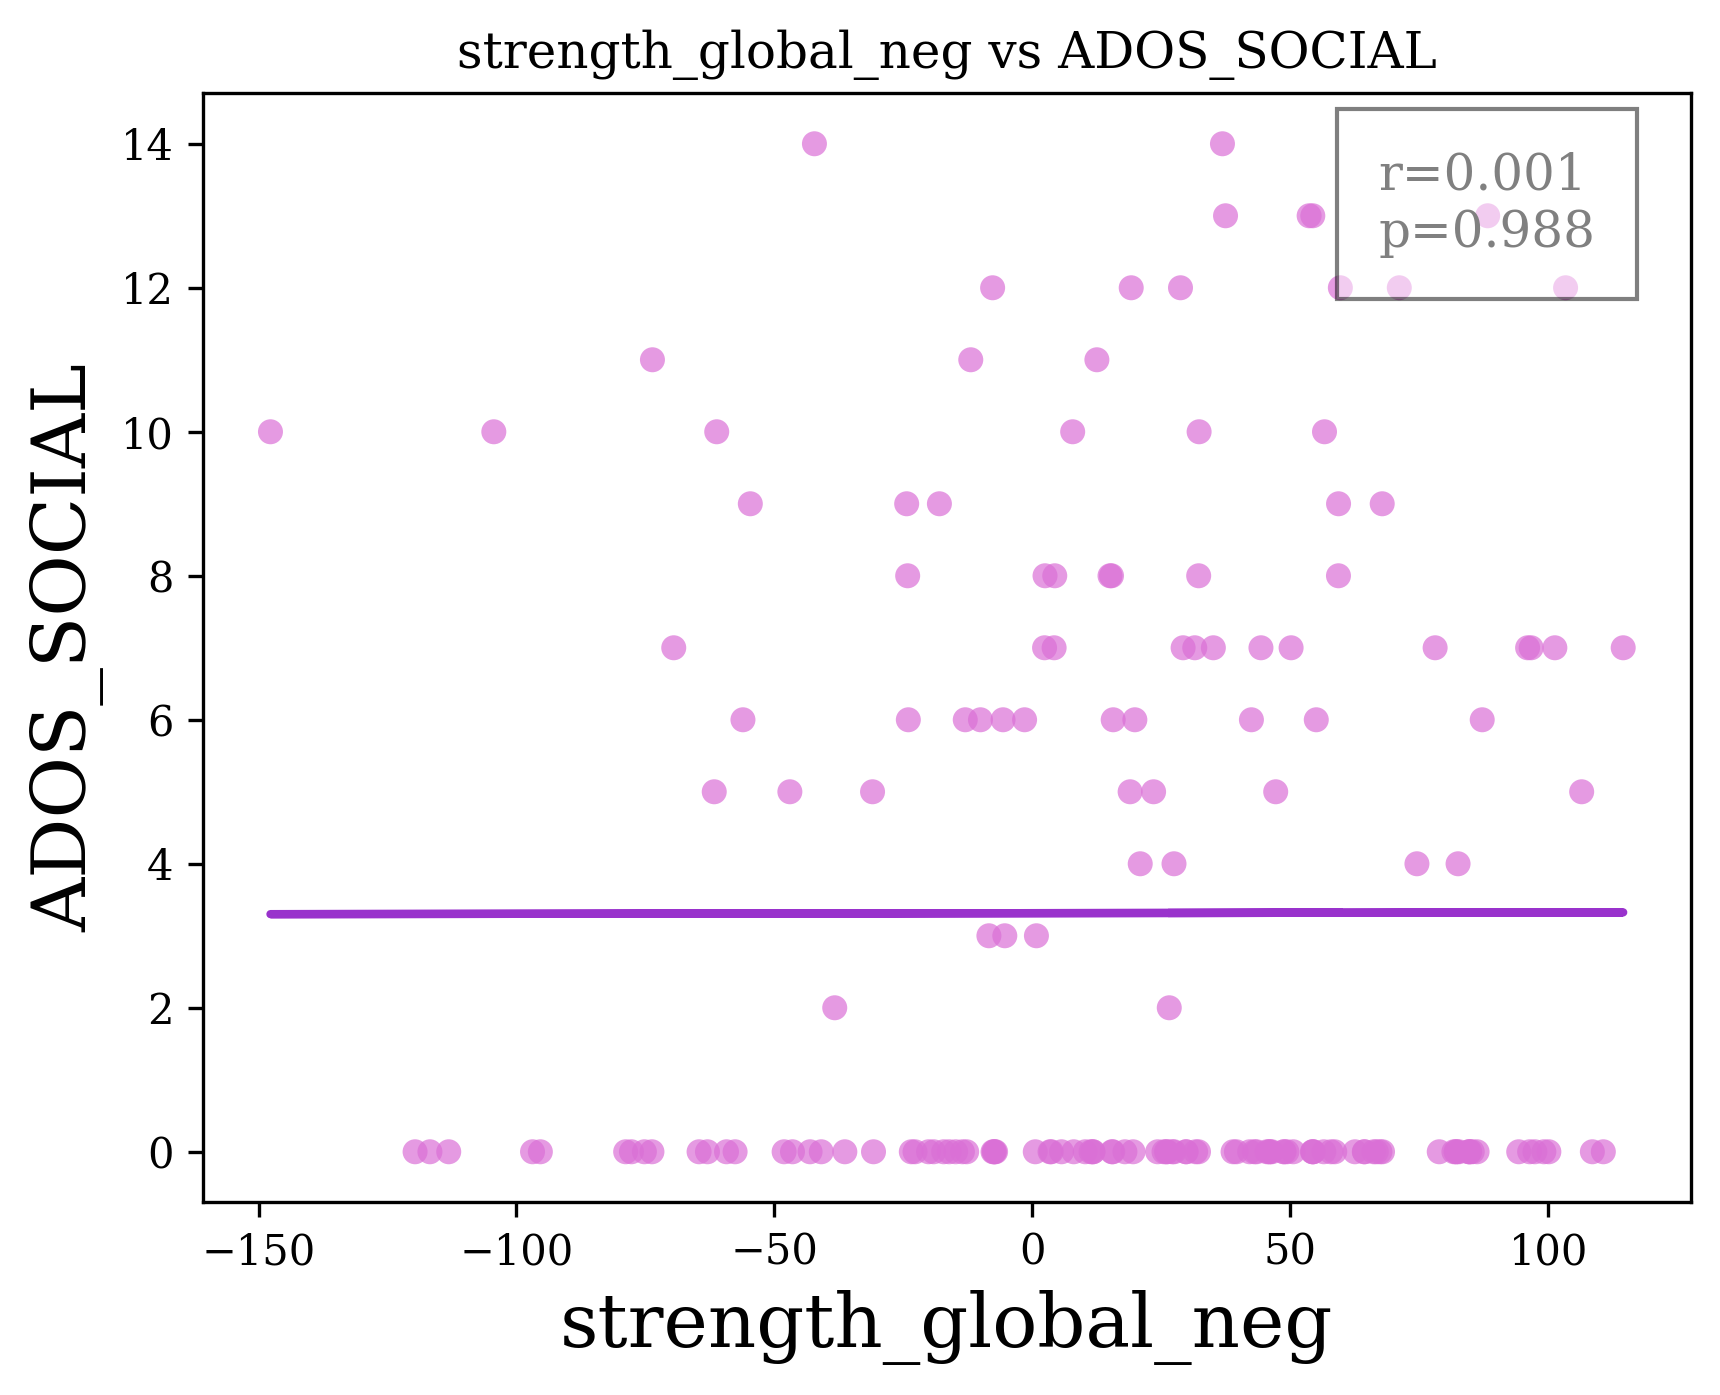 strength_global_neg vs ADOS_SOCIAL
r=0.001
p=0.988
ADOS_SOCIAL
14
12
10
8
6
4
2
0
−150 −100 −50 0 50 100
strength_global_neg